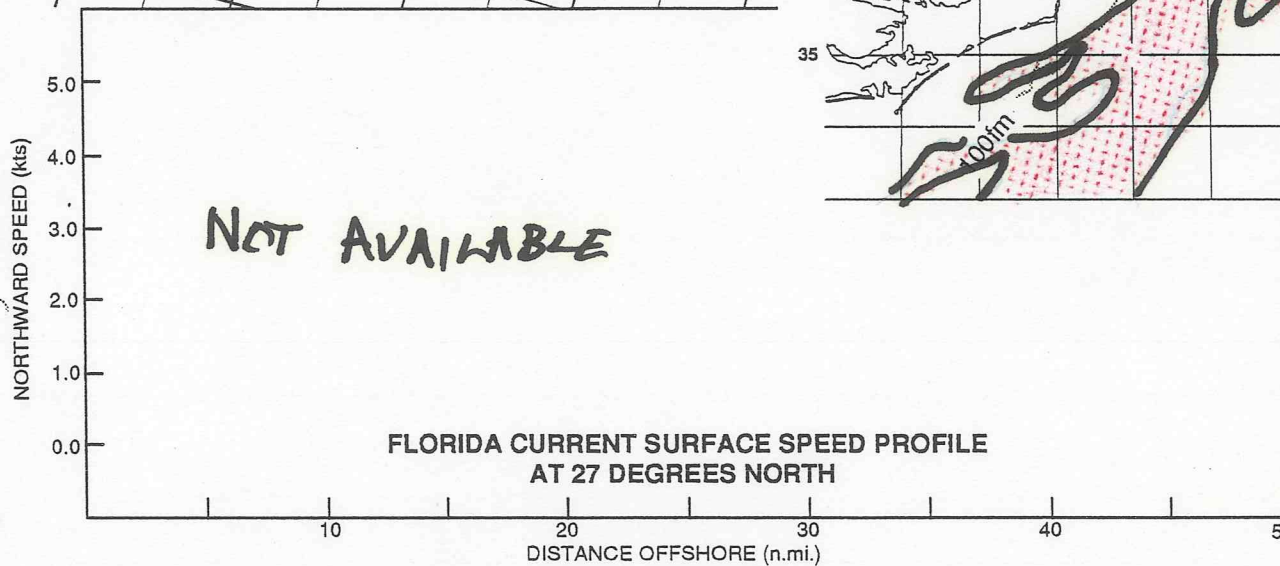 35
100fm
NORTHWARD SPEED (kts)
5.0
4.0
3.0
2.0
1.0
0.0
NOT AVAILABLE
FLORIDA CURRENT SURFACE SPEED PROFILE
AT 27 DEGREES NORTH
10
20
30
40
DISTANCE OFFSHORE (n.mi.)